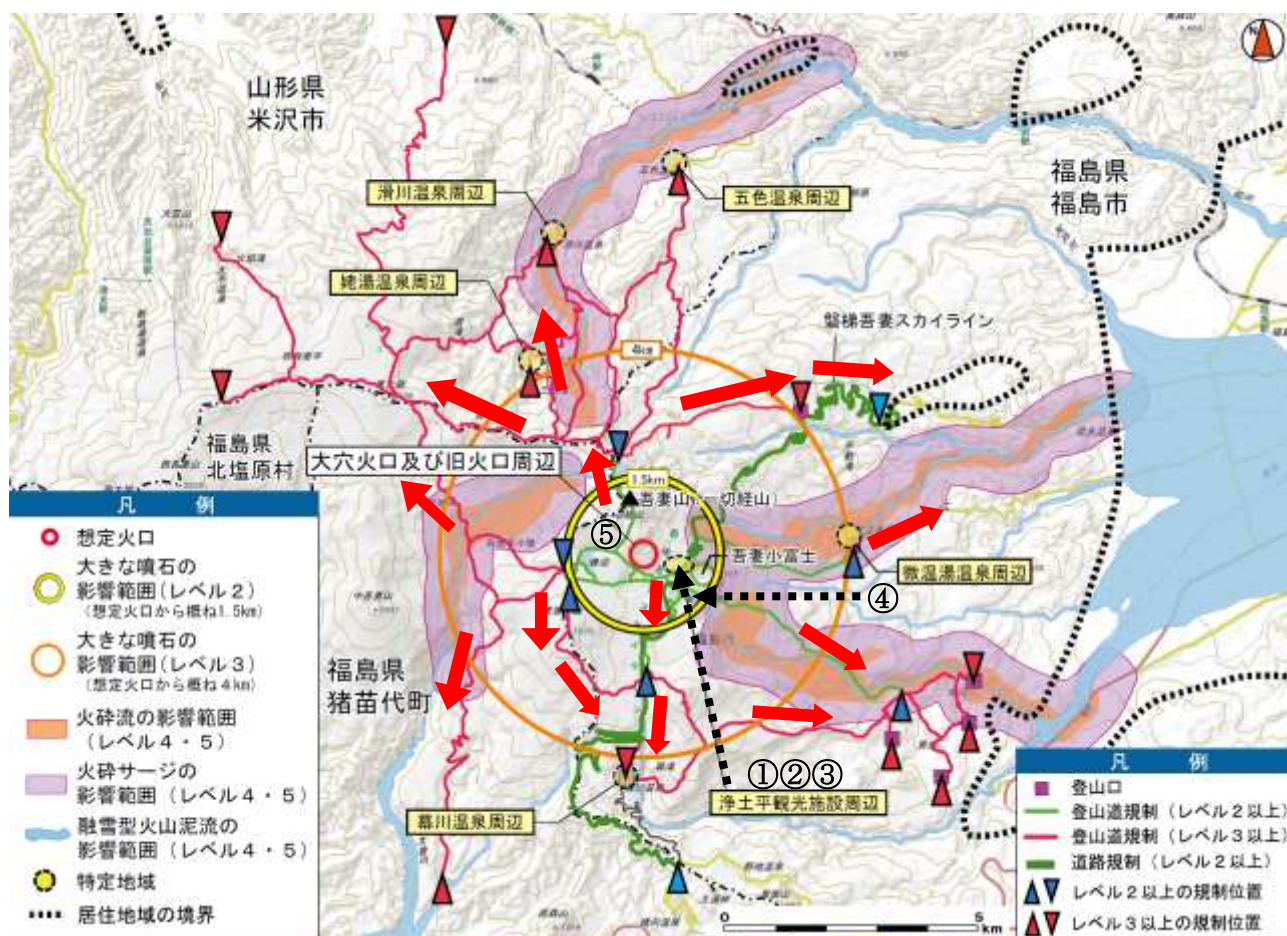 山形県
米沢市
福島県
福島市
滑川温泉周辺
五色温泉周辺
姥湯温泉周辺
磐梯吾妻スカイライン
4km
福島県
北塩原村
大穴火口及び旧火口周辺
1.5km
吾妻山(一切経山)
⑤
吾妻小富士
微温湯温泉周辺
④
福島県
猪苗代町
①②③
浄土平観光施設周辺
幕川温泉周辺
凡 例
想定火口
大きな噴石の
影響範囲(レベル2)
(想定火口から概ね1.5km)
大きな噴石の
影響範囲(レベル3)
(想定火口から概ね4km)
火砕流の影響範囲
(レベル4・5)
火砕サージの
影響範囲(レベル4・5)
融雪型火山泥流の
影響範囲(レベル4・5)
特定地域
居住地域の境界
凡 例
登山口
登山道規制(レベル2以上)
登山道規制(レベル3以上)
道路規制(レベル2以上)
レベル2以上の規制位置
レベル3以上の規制位置
0 5
km